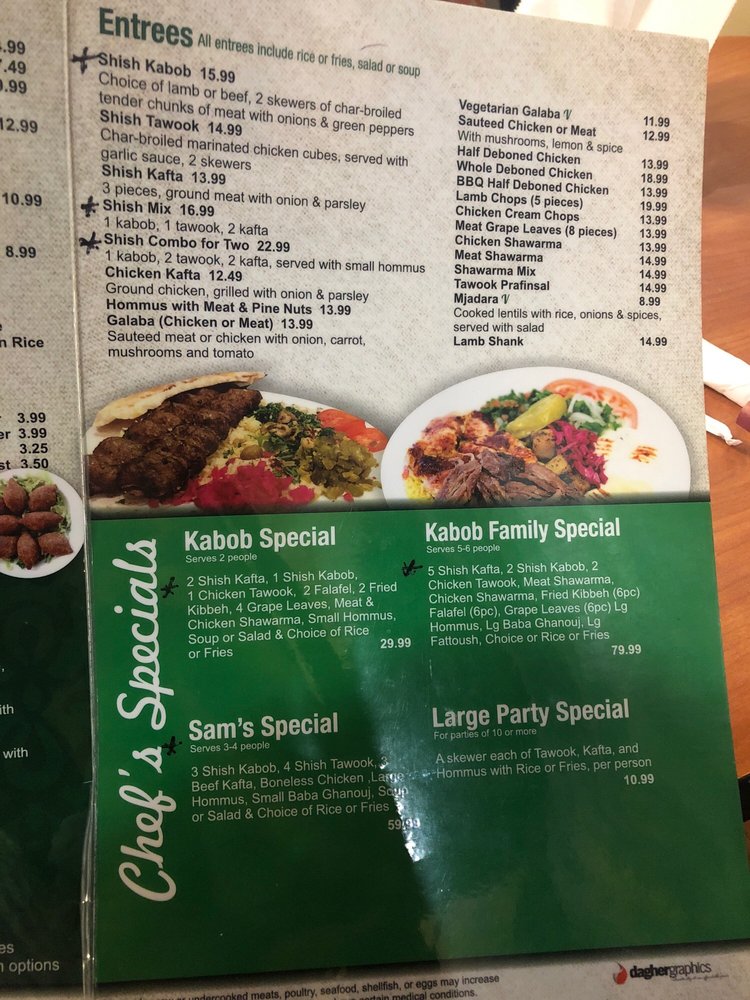 .99
7.49
9.99
12.99
10.99
8.99
n Rice
3.99
er 3.99
3.25
st 3.50
ith
with
es
n options
Entrees All entrees include rice or fries, salad or soup
Shish Kabob 15.99
Choice of lamb or beef, 2 skewers of char-broiled
tender chunks of meat with onions & green peppers
Shish Tawook 14.99
Char-broiled marinated chicken cubes, served with
garlic sauce, 2 skewers
Shish Kafta 13.99
3 pieces, ground meat with onion & parsley
Shish Mix 16.99
1 kabob, 1 tawook, 2 kafta
Shish Combo for Two 22.99
1 kabob, 2 tawook, 2 kafta, served with small hommus
Chicken Kafta 12.49
Ground chicken, grilled with onion & parsley
Hommus with Meat & Pine Nuts 13.99
Galaba (Chicken or Meat) 13.99
Sauteed meat or chicken with onion, carrot,
mushrooms and tomato
Vegetarian Galaba V 11.99
Sauteed Chicken or Meat 12.99
With mushrooms, lemon & spice
Half Deboned Chicken 13.99
Whole Deboned Chicken 18.99
BBQ Half Deboned Chicken 13.99
Lamb Chops (5 pieces) 19.99
Chicken Cream Chops 13.99
Meat Grape Leaves (8 pieces) 13.99
Chicken Shawarma 13.99
Meat Shawarma 14.99
Shawarma Mix 14.99
Tawook Prafinsal 14.99
Mjadara V 8.99
Cooked lentils with rice, onions & spices,
served with salad
Lamb Shank 14.99
Chef's Specials
Kabob Special
Serves 2 people
2 Shish Kafta, 1 Shish Kabob,
1 Chicken Tawook, 2 Falafel, 2 Fried
Kibbeh, 4 Grape Leaves, Meat &
Chicken Shawarma, Small Hommus,
Soup or Salad & Choice of Rice
or Fries 29.99
Kabob Family Special
Serves 5-6 people
5 Shish Kafta, 2 Shish Kabob, 2
Chicken Tawook, Meat Shawarma,
Chicken Shawarma, Fried Kibbeh (6pc)
Falafel (6pc), Grape Leaves (6pc) Lg
Hommus, Lg Baba Ghanouj, Lg
Fattoush, Choice or Rice or Fries
79.99
Sam's Special
Serves 3-4 people
3 Shish Kabob, 4 Shish Tawook, 3
Beef Kafta, Boneless Chicken ,Large
Hommus, Small Baba Ghanouj, Soup
or Salad & Choice of Rice or Fries
59.99
Large Party Special
For parties of 10 or more
A skewer each of Tawook, Kafta, and
Hommus with Rice or Fries, per person
10.99
daghergraphics
or undercooked meats, poultry, seafood, shellfish, or eggs may increase
certain medical conditions.